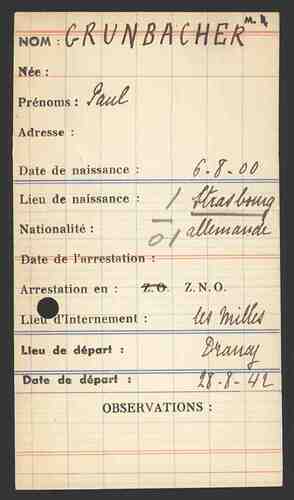 M. R
NOM : GRUNBACHER
Née :
Prénoms : Paul
Adresse :
Date de naissance : 6-8-00
Lieu de naissance : 1 Strasbourg
Nationalité : 01 allemande
Date de l'arrestation :
Arrestation en : Z.O. Z.N.O.
Lieu d'Internement : les Milles
Lieu de départ : Drancy
Date de départ : 28-8-42
OBSERVATIONS :